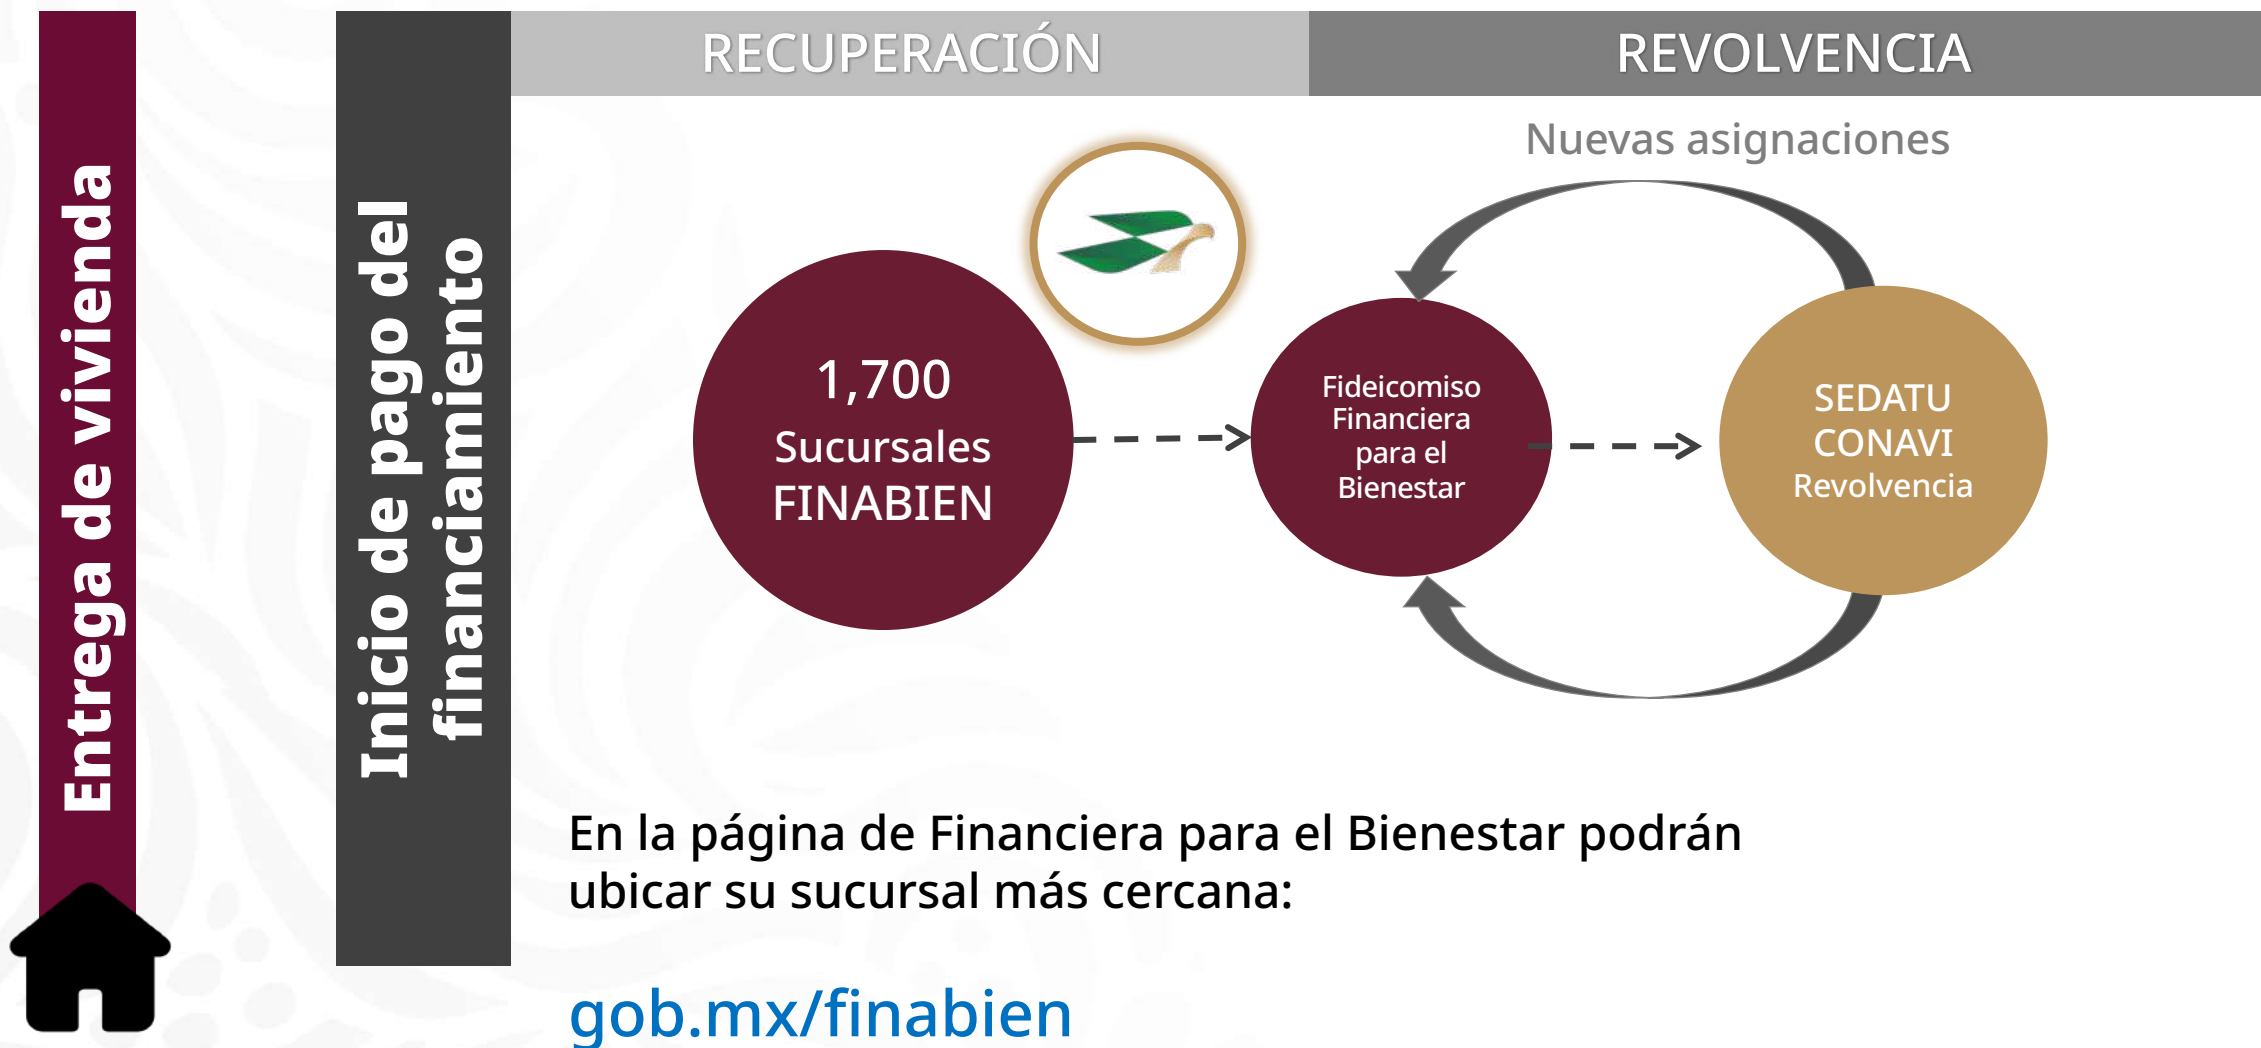 Entrega de vivienda
Inicio de pago del
financiamiento
RECUPERACIÓN
REVOLVENCIA
Nuevas asignaciones
1,700
Sucursales
FINABIEN
Fideicomiso
Financiera
para el
Bienestar
SEDATU
CONAVI
Revolvencia
En la página de Financiera para el Bienestar podrán
ubicar su sucursal más cercana:
gob.mx/finabien